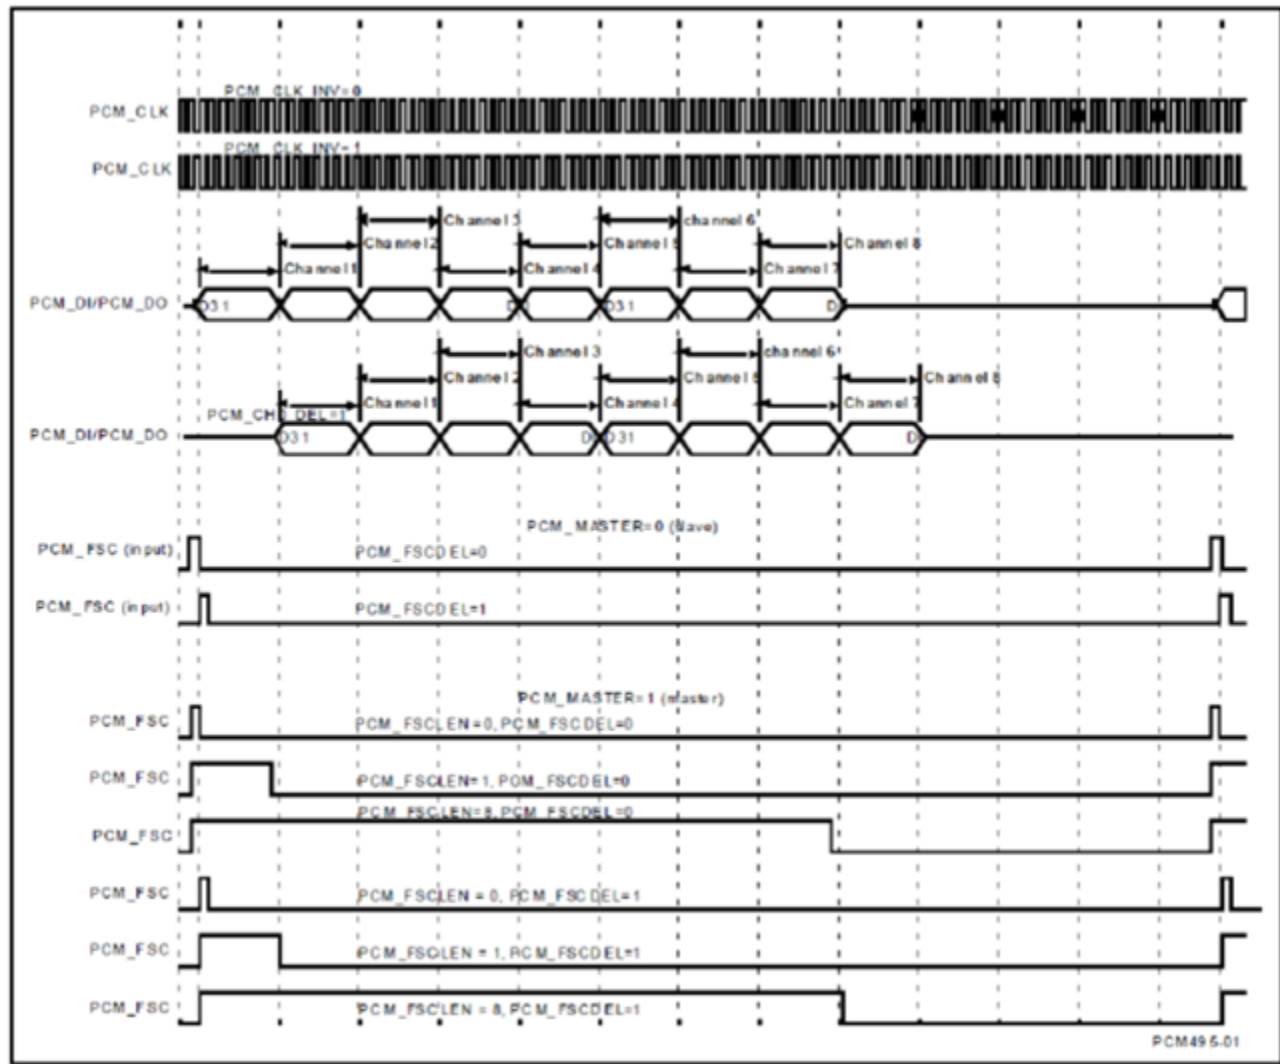 PCM_CLK_INV=0
PCM_CLK
PCM_CLK_INV=1
PCM_CLK
Channel 3 channel 6
Channel 2 Channel 5 Channel 8
Channel 1 Channel 4 Channel 7
PCM_DI/PCM_DO D31 D D31 D
Channel 3 channel 6
Channel 2 Channel 5 Channel 8
Channel 1 Channel 4 Channel 7
PCM_CH0_DEL=1
PCM_DI/PCM_DO D31 D D31 D
PCM_MASTER=0 (slave)
PCM_FSC (input) PCM_FSCDEL=0
PCM_FSC (input) PCM_FSCDEL=1
PCM_MASTER=1 (master)
PCM_FSC PCM_FSCLEN=0, PCM_FSCDEL=0
PCM_FSC PCM_FSCLEN=1, PCM_FSCDEL=0
PCM_FSCLEN=8, PCM_FSCDEL=0
PCM_FSC
PCM_FSC PCM_FSCLEN = 0, PCM_FSCDEL=1
PCM_FSC PCM_FSCLEN = 1, PCM_FSCDEL=1
PCM_FSC PCM_FSCLEN = 8, PCM_FSCDEL=1
PCM495-01